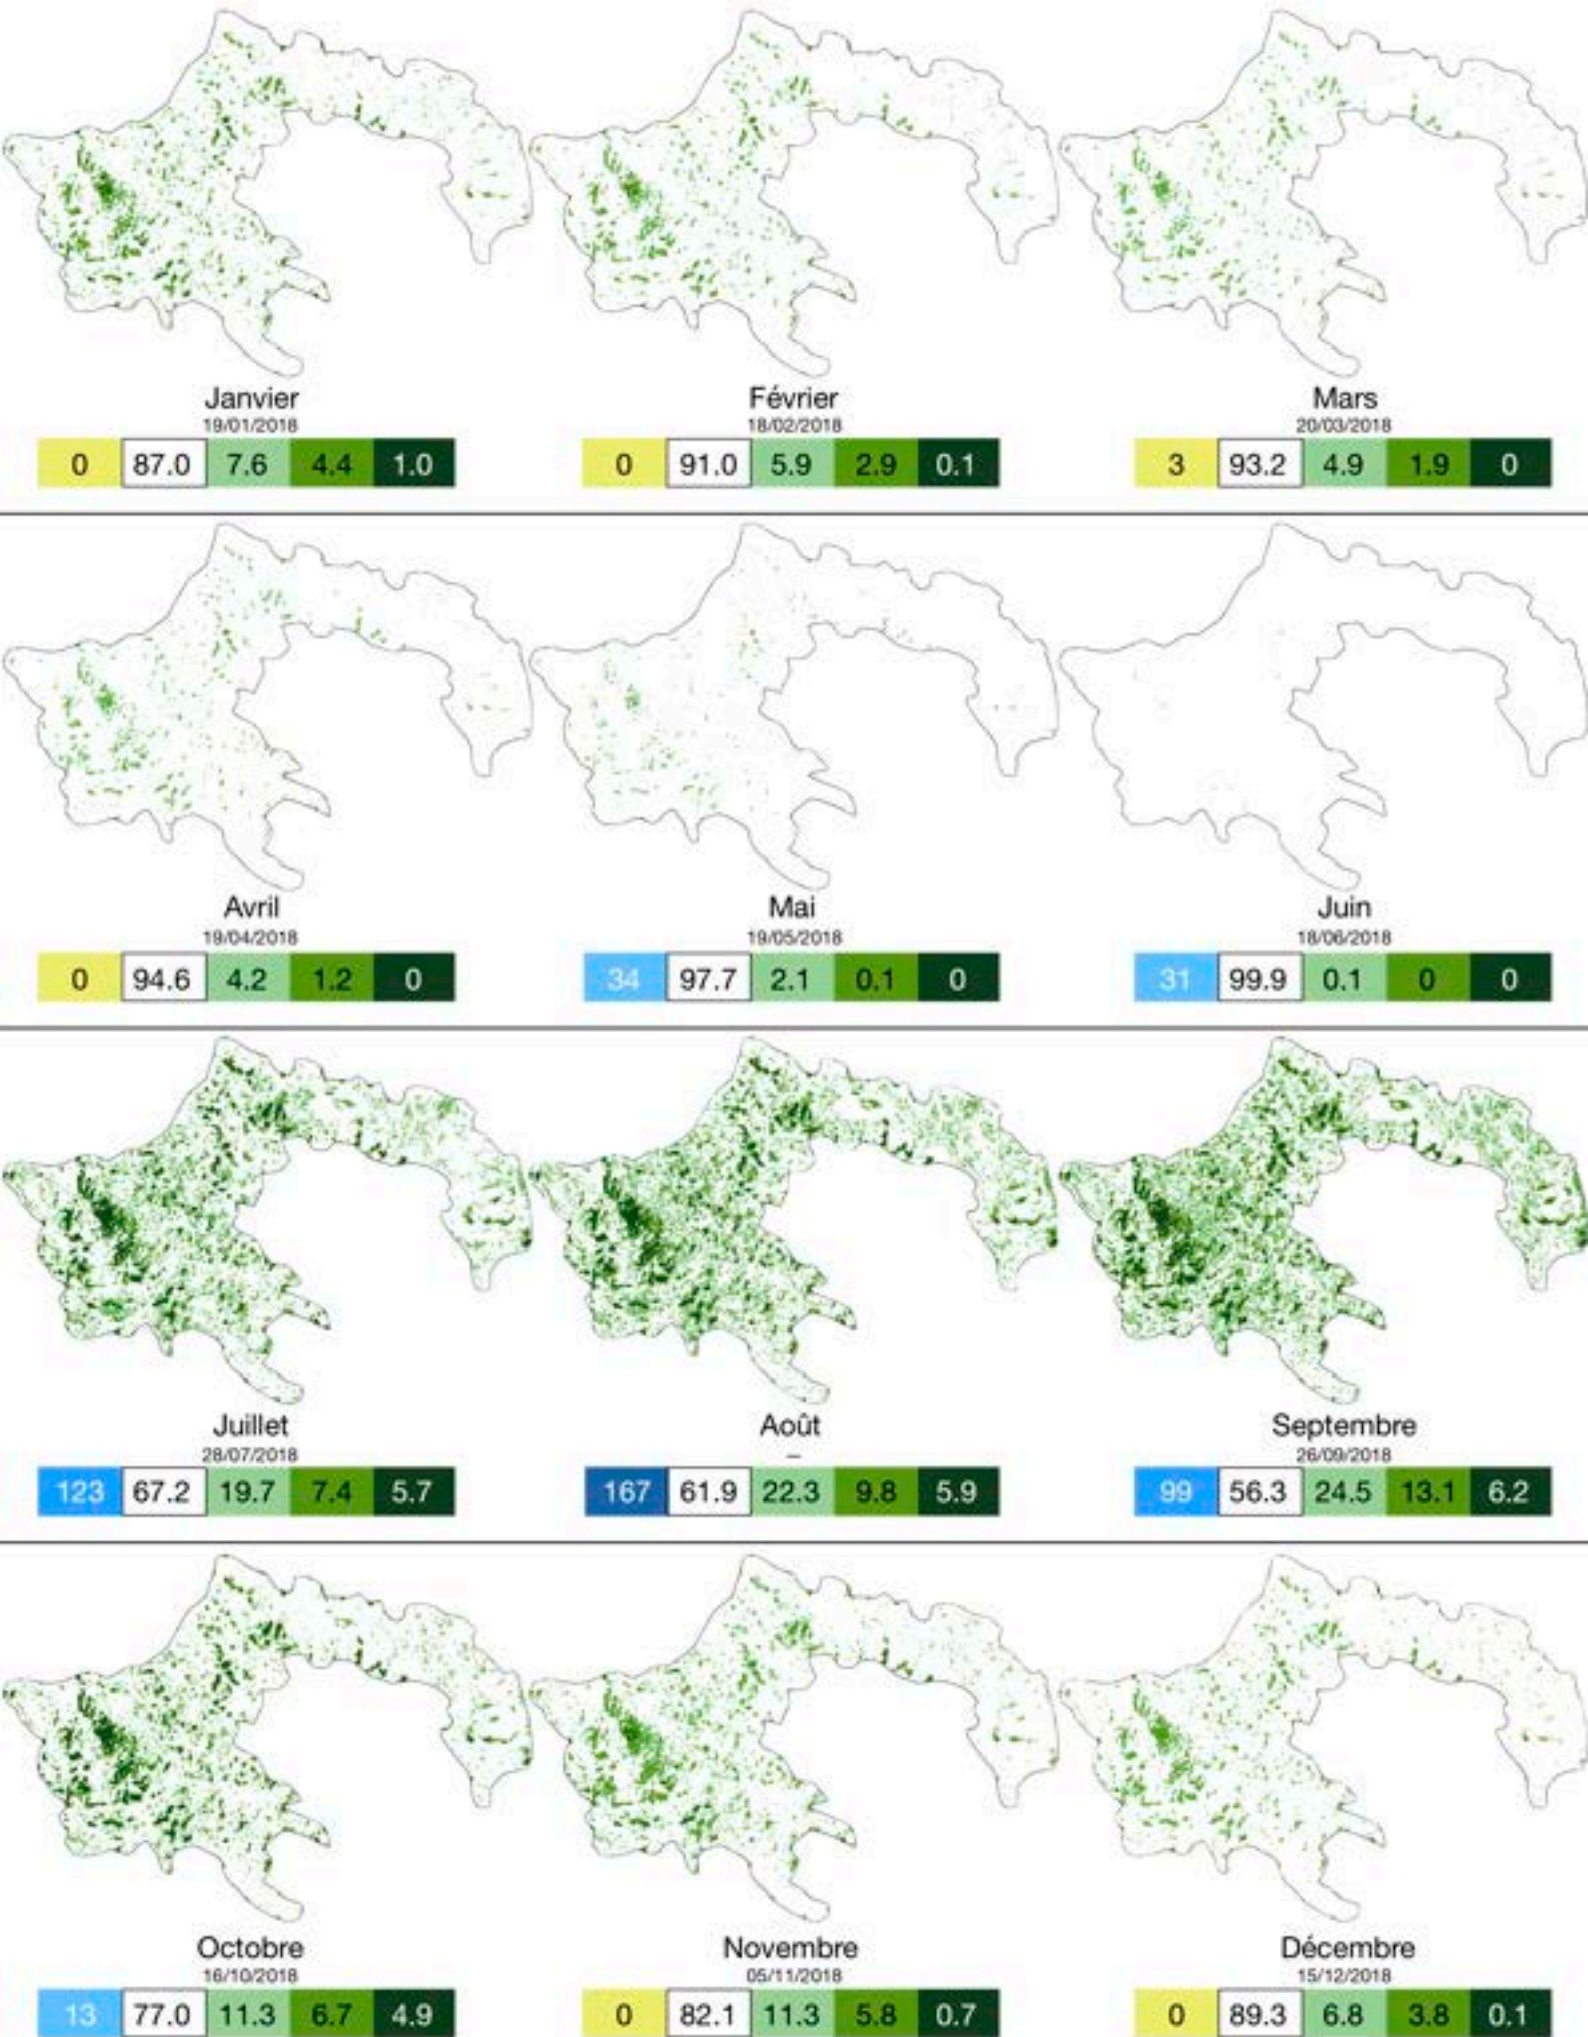 Janvier Février Mars
19/01/2018 18/02/2018 20/03/2018
0 87.0 7.6 4.4 1.0 0 91.0 5.9 2.9 0.1 3 93.2 4.9 1.9 0
Avril Mai Juin
19/04/2018 19/05/2018 18/06/2018
0 94.6 4.2 1.2 0 34 97.7 2.1 0.1 0 31 99.9 0.1 0 0
Juillet Août Septembre
28/07/2018 – 26/09/2018
123 67.2 19.7 7.4 5.7 167 61.9 22.3 9.8 5.9 99 56.3 24.5 13.1 6.2
Octobre Novembre Décembre
16/10/2018 05/11/2018 15/12/2018
13 77.0 11.3 6.7 4.9 0 82.1 11.3 5.8 0.7 0 89.3 6.8 3.8 0.1